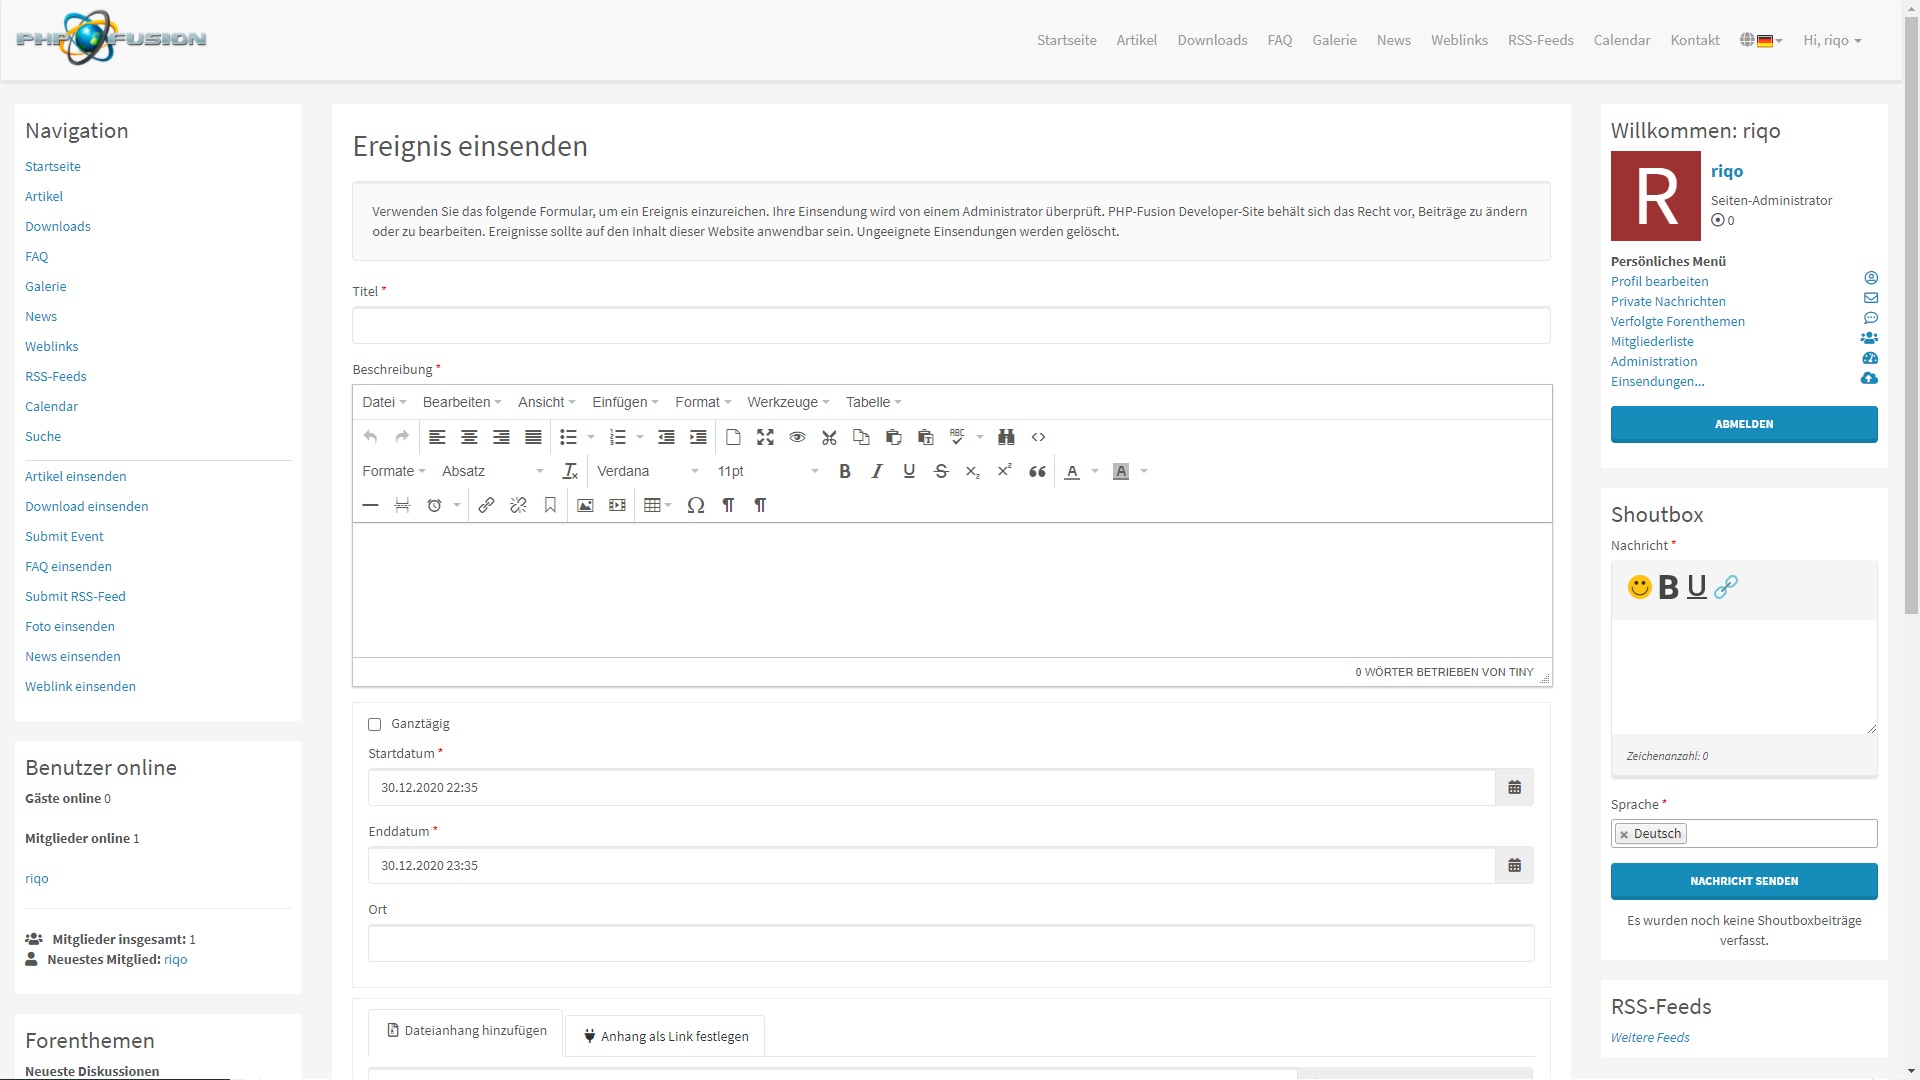 PHP FUSION
Startseite Artikel Downloads FAQ Galerie News Weblinks RSS-Feeds Calendar Kontakt Hi, riqo
Navigation
Startseite
Artikel
Downloads
FAQ
Galerie
News
Weblinks
RSS-Feeds
Calendar
Suche
Artikel einsenden
Download einsenden
Submit Event
FAQ einsenden
Submit RSS-Feed
Foto einsenden
News einsenden
Weblink einsenden
Benutzer online
Gäste online 0
Mitglieder online 1
riqo
Mitglieder insgesamt: 1
Neuestes Mitglied: riqo
Forenthemen
Neueste Diskussionen
Ereignis einsenden
Verwenden Sie das folgende Formular, um ein Ereignis einzureichen. Ihre Einsendung wird von einem Administrator überprüft. PHP-Fusion Developer-Site behält sich das Recht vor, Beiträge zu ändern
oder zu bearbeiten. Ereignisse sollte auf den Inhalt dieser Website anwendbar sein. Ungeeignete Einsendungen werden gelöscht.
Titel *
Beschreibung *
Datei Bearbeiten Ansicht Einfügen Format Werkzeuge Tabelle
ABC
Formate Absatz Verdana 11pt B I U S A A
0 WÖRTER BETRIEBEN VON TINY
Ganztägig
Startdatum *
30.12.2020 22:35
Enddatum *
30.12.2020 23:35
Ort
Dateianhang hinzufügen Anhang als Link festlegen
Willkommen: riqo
R
riqo
Seiten-Administrator
0
Persönliches Menü
Profil bearbeiten
Private Nachrichten
Verfolgte Forenthemen
Mitgliederliste
Administration
Einsendungen...
ABMELDEN
Shoutbox
Nachricht *
B U
Zeichenanzahl: 0
Sprache *
× Deutsch
NACHRICHT SENDEN
Es wurden noch keine Shoutboxbeiträge
verfasst.
RSS-Feeds
Weitere Feeds